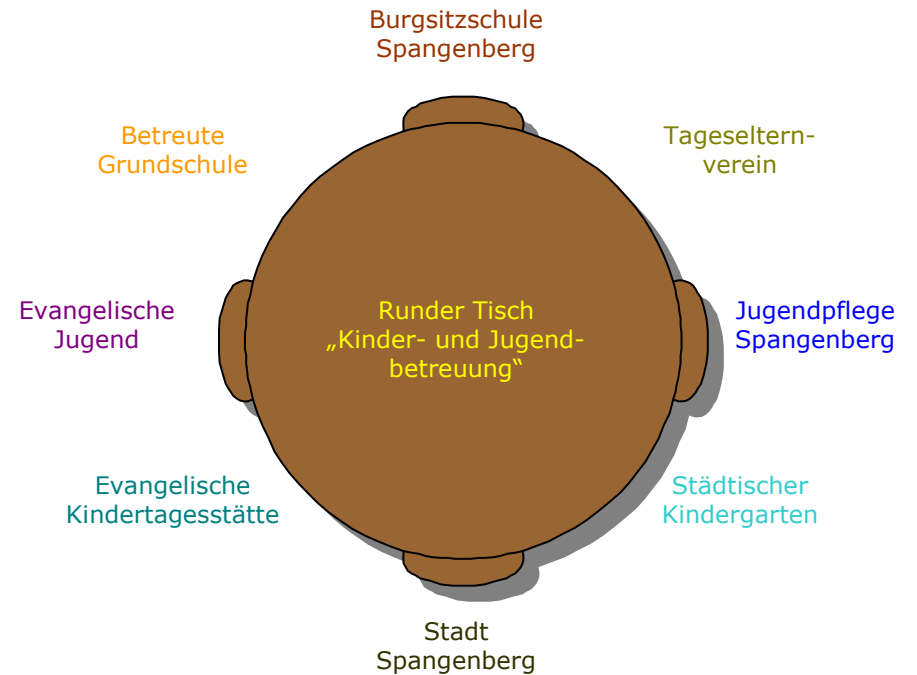 Burgsitzschule
Spangenberg
Betreute
Grundschule
Tageseltern-
verein
Evangelische
Jugend
Runder Tisch
„Kinder- und Jugend-
betreuung“
Jugendpflege
Spangenberg
Evangelische
Kindertagesstätte
Städtischer
Kindergarten
Stadt
Spangenberg